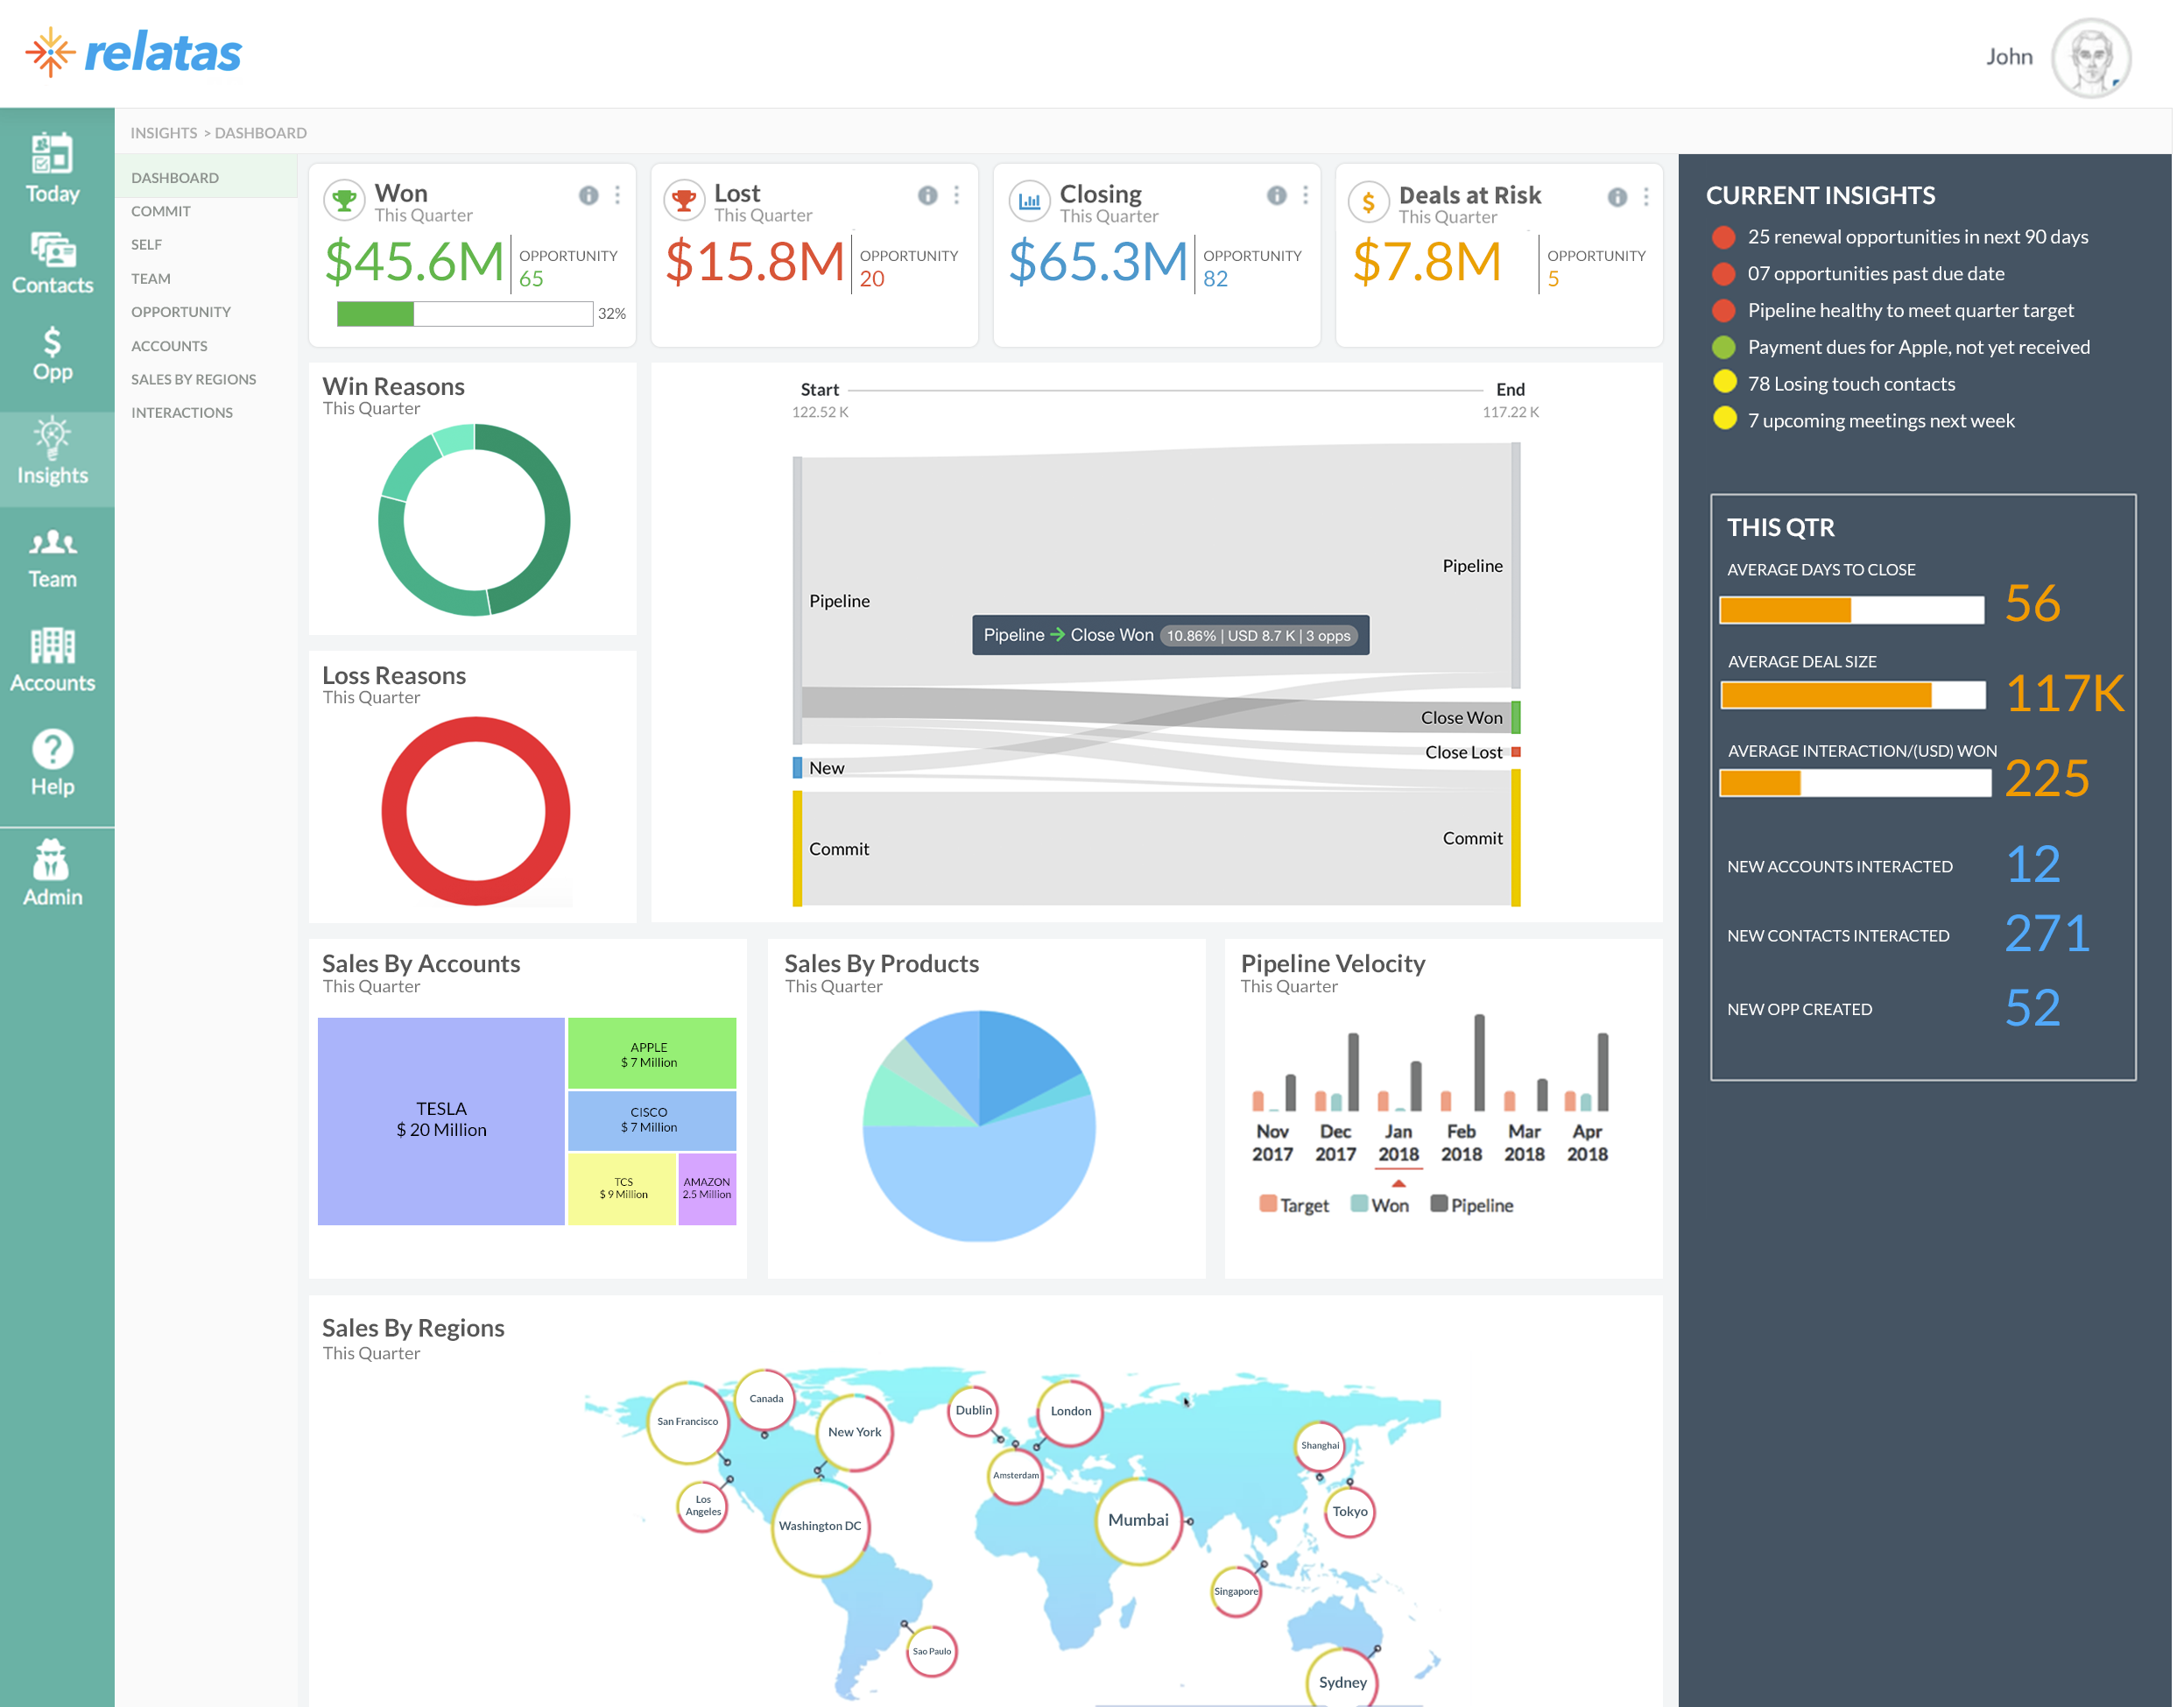 relatas
John
INSIGHTS > DASHBOARD
Today
Contacts
$
Opp
Insights
Team
Accounts
?
Help
Admin
DASHBOARD
COMMIT
SELF
TEAM
OPPORTUNITY
ACCOUNTS
SALES BY REGIONS
INTERACTIONS
Won
This Quarter
$45.6M
OPPORTUNITY
65
32%
Lost
This Quarter
$15.8M
OPPORTUNITY
20
Closing
This Quarter
$65.3M
OPPORTUNITY
82
$
Deals at Risk
This Quarter
$7.8M
OPPORTUNITY
5
Win Reasons
This Quarter
Loss Reasons
This Quarter
Start
122.52 K
End
117.22 K
Pipeline
New
Commit
Pipeline → Close Won 10.86% | USD 8.7 K | 3 opps
Pipeline
Close Won
Close Lost
Commit
Sales By Accounts
This Quarter
TESLA
$ 20 Million
APPLE
$ 7 Million
CISCO
$ 7 Million
TCS
$ 9 Million
AMAZON
2.5 Million
Sales By Products
This Quarter
Pipeline Velocity
This Quarter
Nov 2017
Dec 2017
Jan 2018
Feb 2018
Mar 2018
Apr 2018
Target
Won
Pipeline
Sales By Regions
This Quarter
San Francisco
Canada
New York
Dublin
London
Shanghai
Amsterdam
Los
Angeles
Washington DC
Mumbai
Tokyo
Singapore
Sao Paulo
Sydney
CURRENT INSIGHTS
25 renewal opportunities in next 90 days
07 opportunities past due date
Pipeline healthy to meet quarter target
Payment dues for Apple, not yet received
78 Losing touch contacts
7 upcoming meetings next week
THIS QTR
AVERAGE DAYS TO CLOSE
56
AVERAGE DEAL SIZE
117K
AVERAGE INTERACTION/(USD) WON
225
NEW ACCOUNTS INTERACTED
12
NEW CONTACTS INTERACTED
271
NEW OPP CREATED
52